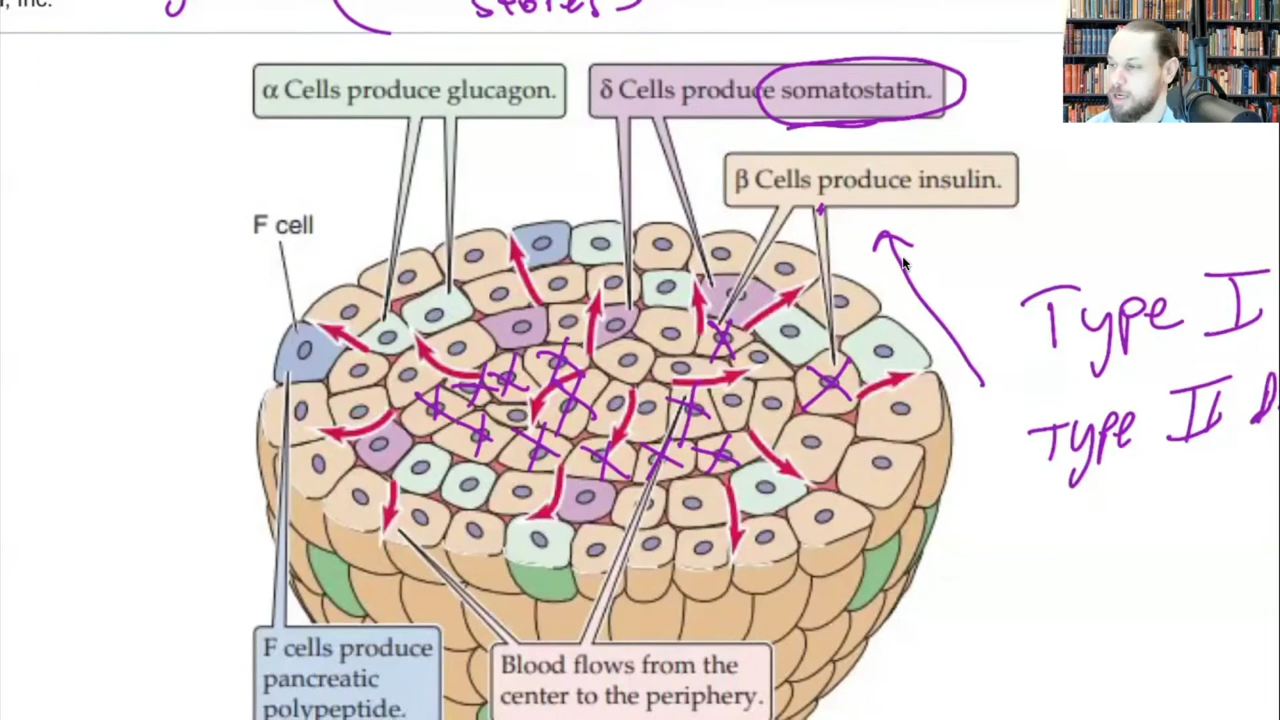 , Inc.
α Cells produce glucagon.
δ Cells produce somatostatin.
β Cells produce insulin.
F cell
Type I
Type II
F cells produce
pancreatic
polypeptide.
Blood flows from the
center to the periphery.